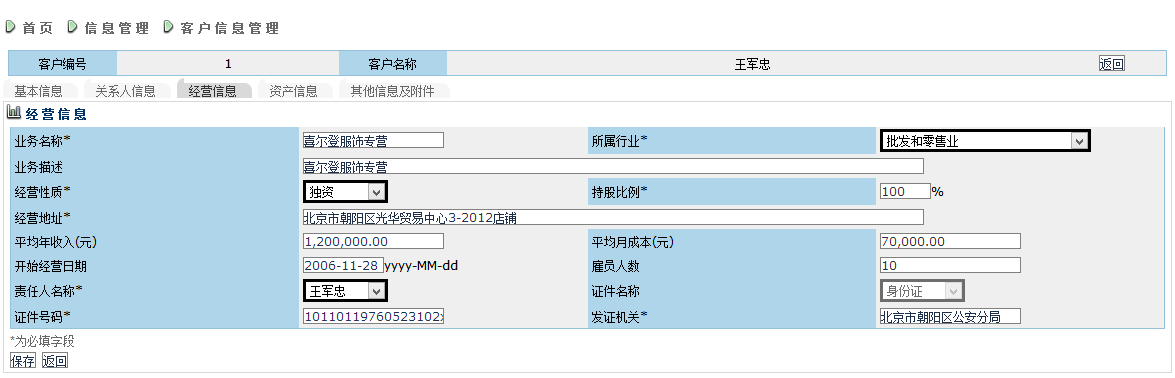 首页 信息管理 客户信息管理
客户编号 1 客户名称 王军忠 返回
基本信息 关系人信息 经营信息 资产信息 其他信息及附件
经营信息
业务名称* 喜尔登服饰专营 所属行业* 批发和零售业
业务描述 喜尔登服饰专营
经营性质* 独资 持股比例* 100 %
经营地址* 北京市朝阳区光华贸易中心3-2012店铺
平均年收入(元) 1,200,000.00 平均月成本(元) 70,000.00
开始经营日期 2006-11-28 yyyy-MM-dd 雇员人数 10
责任人名称* 王军忠 证件名称 身份证
证件号码* 10110119760523102x 发证机关* 北京市朝阳区公安分局
*为必填字段
保存 返回